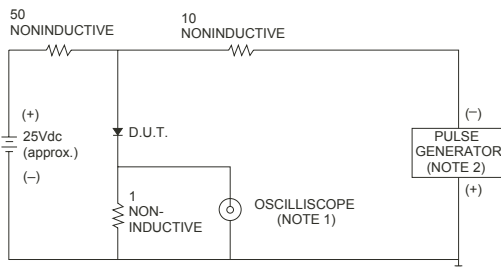 50
NONINDUCTIVE
10
NONINDUCTIVE
(+)
25Vdc
(approx.)
(–)
D.U.T.
1
NON-
INDUCTIVE
OSCILLISCOPE
(NOTE 1)
(–)
PULSE
GENERATOR
(NOTE 2)
(+)